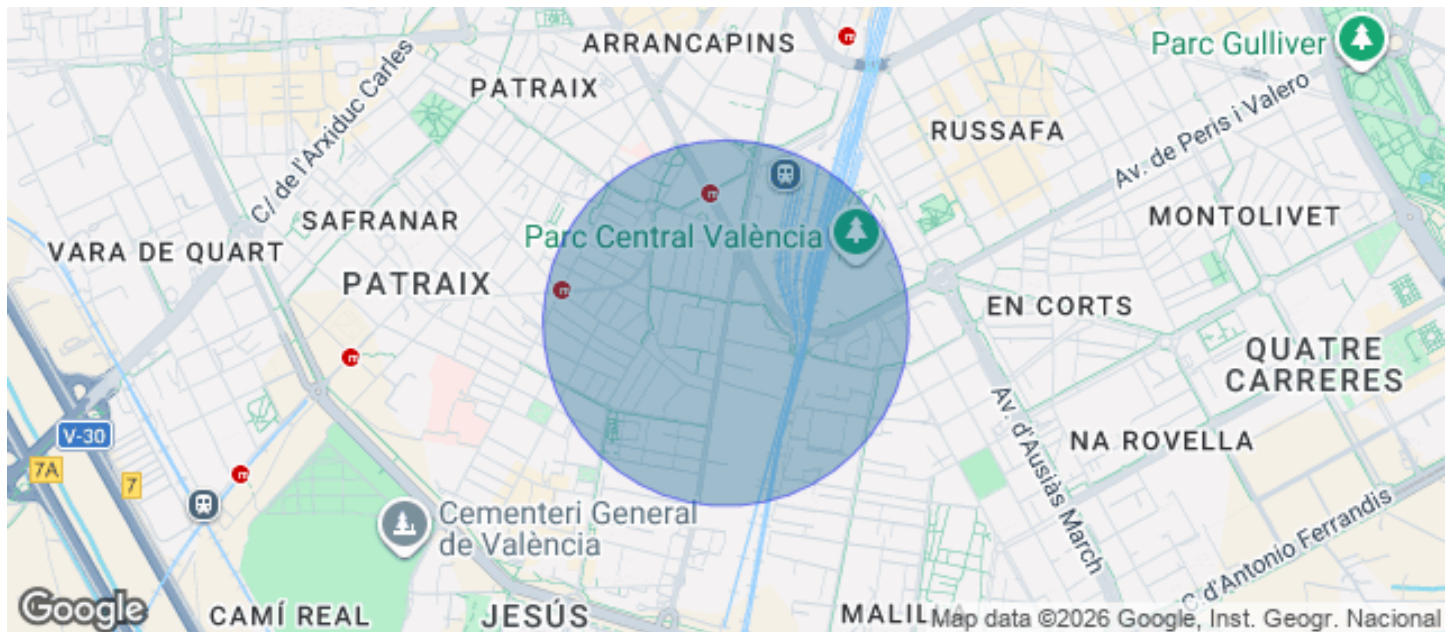 ARRANCAPINS
Parc Gulliver
PATRAIX
C/ de l'Arxiduc Carles
RUSSAFA
Av. de Peris i Valero
SAFRANAR
Parc Central València
MONTOLIVET
VARA DE QUART
PATRAIX
EN CORTS
QUATRE
CARRERES
Av. d'Ausiàs March
V-30
NA ROVELLA
7A
7
Cementeri General
de València
C d'Antonio Ferrandis
Google
CAMÍ REAL
JESÚS
Map data ©2026 Google, Inst. Geogr. Nacional